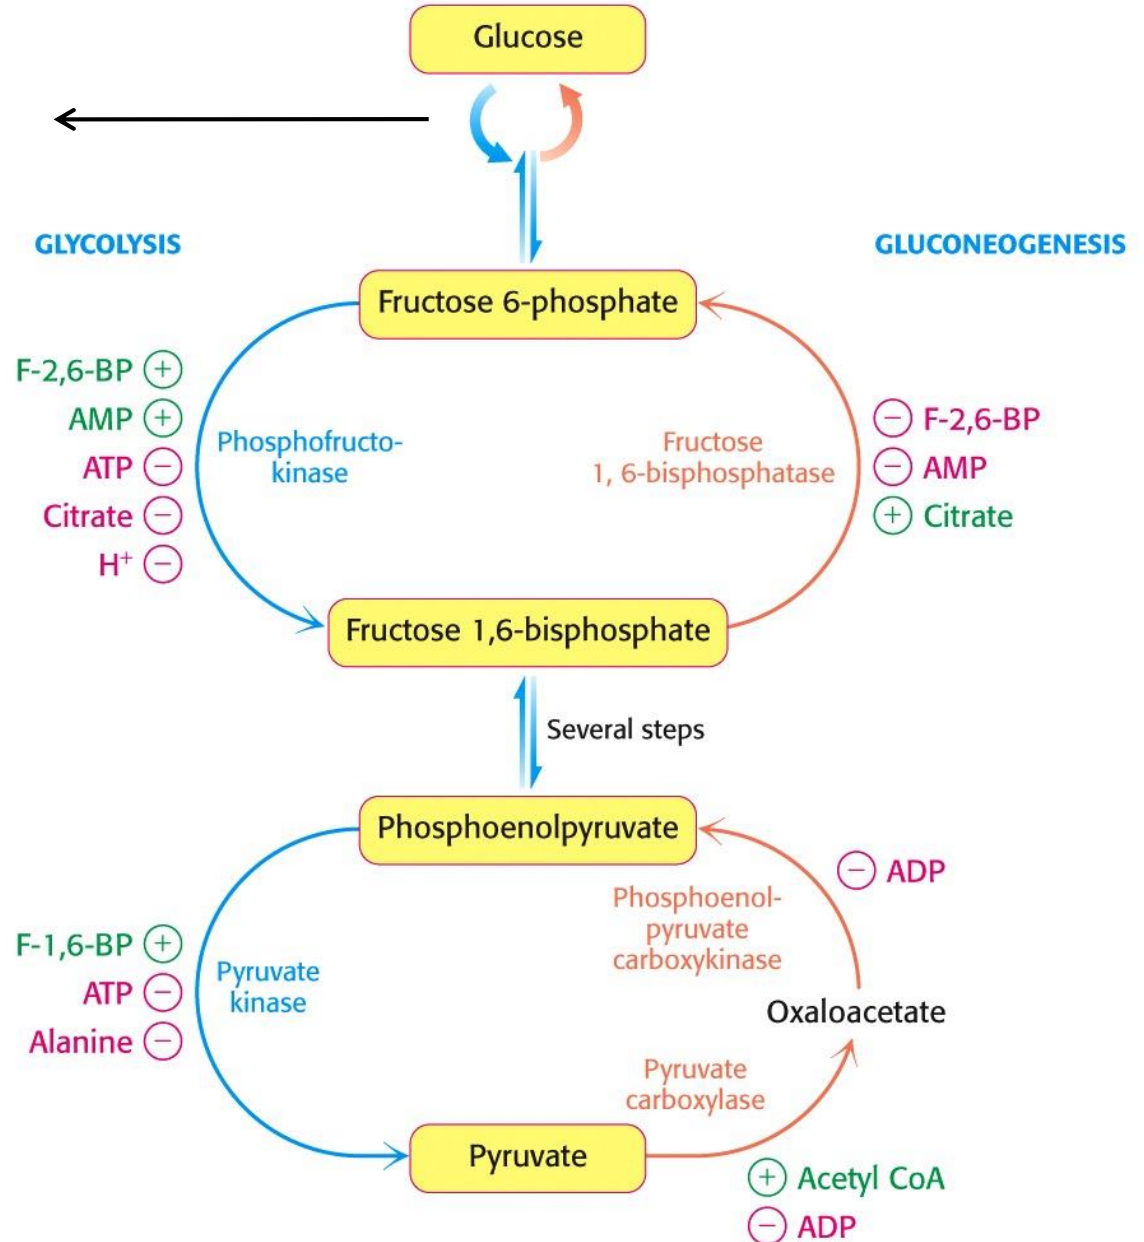 Glucose
GLYCOLYSIS
GLUCONEOGENESIS
Fructose 6-phosphate
F-2,6-BP +
AMP +
ATP −
Citrate −
H⁺ −
Phosphofructo-
kinase
Fructose
1, 6-bisphosphatase
− F-2,6-BP
− AMP
+ Citrate
Fructose 1,6-bisphosphate
Several steps
Phosphoenolpyruvate
− ADP
Phosphoenol-
pyruvate
carboxykinase
F-1,6-BP +
ATP −
Alanine −
Pyruvate
kinase
Oxaloacetate
Pyruvate
carboxylase
Pyruvate
+ Acetyl CoA
− ADP